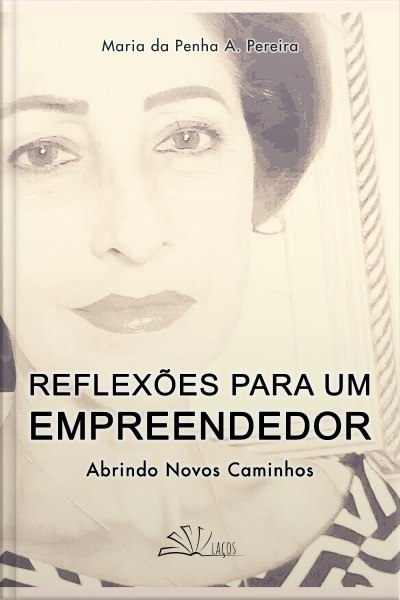 Maria da Penha A. Pereira
REFLEXÕES PARA UM
EMPREENDEDOR
Abrindo Novos Caminhos
LAÇOS